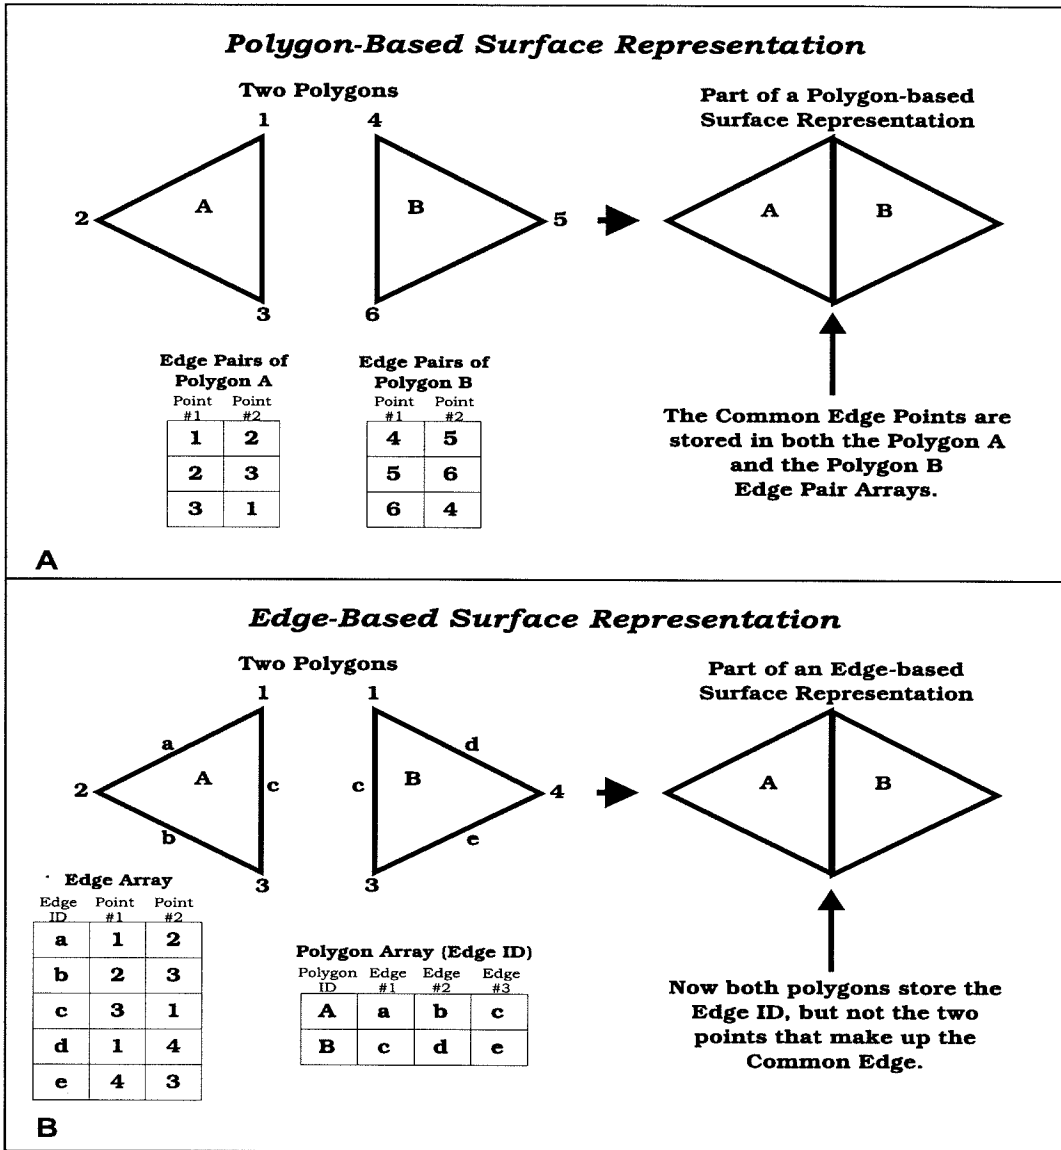 Polygon-Based Surface Representation
Two Polygons
Part of a Polygon-based
Surface Representation
1
4
A
B
2
5
3
6
A
B
Edge Pairs of
Polygon A
Point
#1
Point
#2
1 2
2 3
3 1
Edge Pairs of
Polygon B
Point
#1
Point
#2
4 5
5 6
6 4
The Common Edge Points are
stored in both the Polygon A
and the Polygon B
Edge Pair Arrays.
A
Edge-Based Surface Representation
Two Polygons
Part of an Edge-based
Surface Representation
1
1
a
d
A
c
c
B
2
4
b
e
3
3
A
B
Edge Array
Edge
ID
Point
#1
Point
#2
a 1 2
b 2 3
c 3 1
d 1 4
e 4 3
Polygon Array (Edge ID)
Polygon
ID
Edge
#1
Edge
#2
Edge
#3
A a b c
B c d e
Now both polygons store the
Edge ID, but not the two
points that make up the
Common Edge.
B